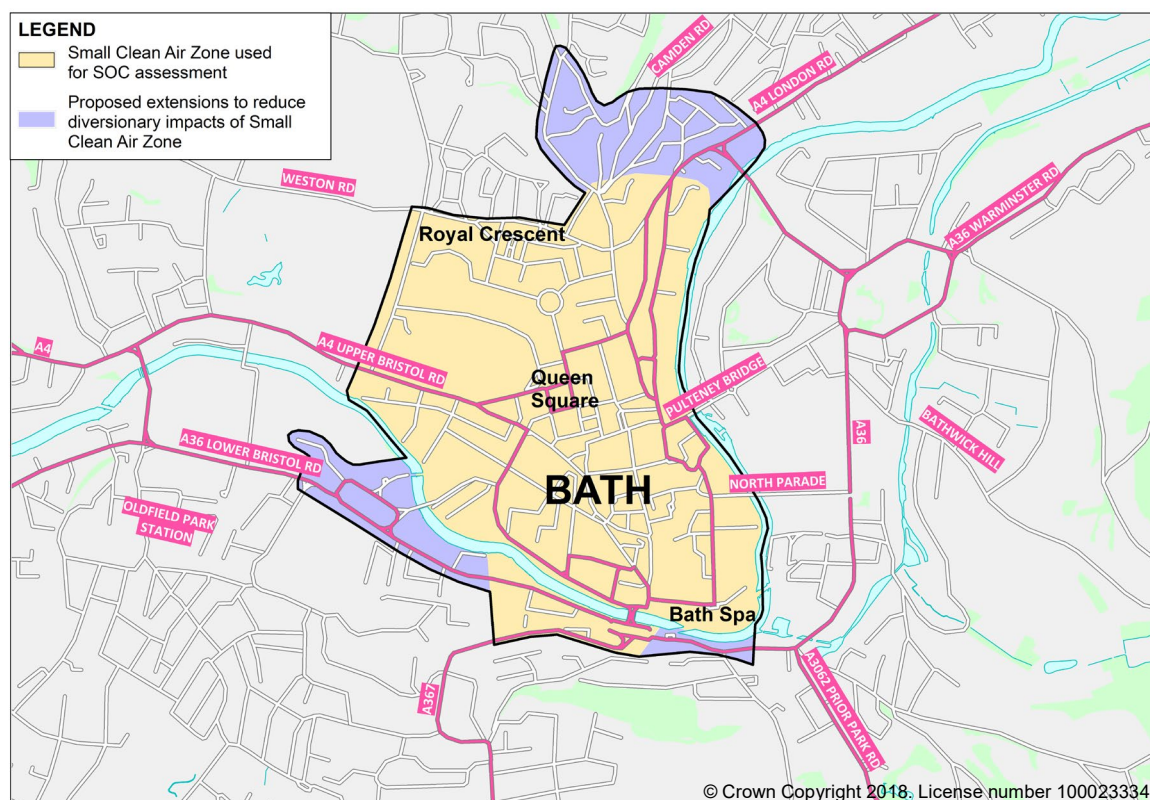 LEGEND
Small Clean Air Zone used
for SOC assessment
Proposed extensions to reduce
diversionary impacts of Small
Clean Air Zone
CAMDEN RD
A4 LONDON RD
WESTON RD
A36 WARMINSTER RD
Royal Crescent
A4
A4 UPPER BRISTOL RD
Queen
Square
PULTENEY BRIDGE
A36
BATHWICK HILL
A36 LOWER BRISTOL RD
BATH
NORTH PARADE
OLDFIELD PARK
STATION
Bath Spa
A367
A3062 PRIOR PARK RD
© Crown Copyright 2018. License number 100023334